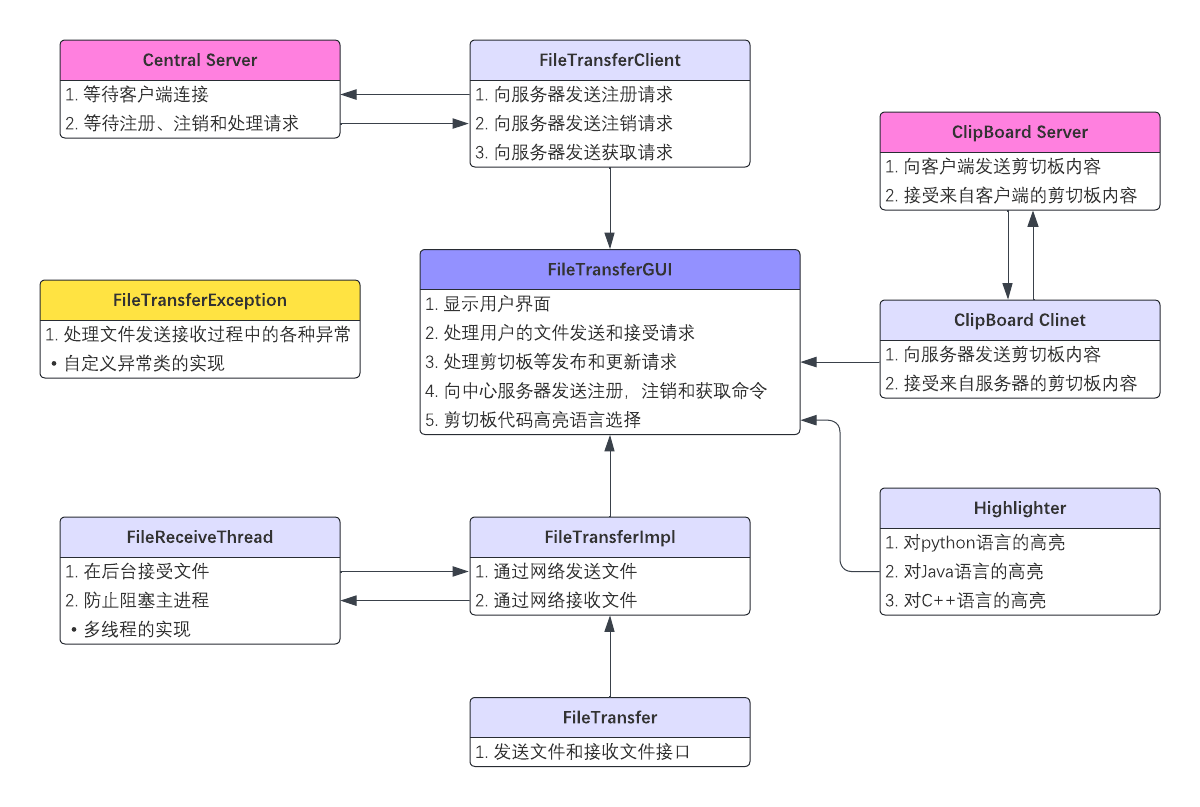 Central Server
1. 等待客户端连接
2. 等待注册、注销和处理请求
FileTransferClient
1. 向服务器发送注册请求
2. 向服务器发送注销请求
3. 向服务器发送获取请求
ClipBoard Server
1. 向客户端发送剪切板内容
2. 接受来自客户端的剪切板内容
FileTransferGUI
1. 显示用户界面
2. 处理用户的文件发送和接受请求
3. 处理剪切板等发布和更新请求
4. 向中心服务器发送注册，注销和获取命令
5. 剪切板代码高亮语言选择
FileTransferException
1. 处理文件发送接收过程中的各种异常
• 自定义异常类的实现
ClipBoard Clinet
1. 向服务器发送剪切板内容
2. 接受来自服务器的剪切板内容
Highlighter
1. 对python语言的高亮
2. 对Java语言的高亮
3. 对C++语言的高亮
FileReceiveThread
1. 在后台接受文件
2. 防止阻塞主进程
• 多线程的实现
FileTransferImpl
1. 通过网络发送文件
2. 通过网络接收文件
FileTransfer
1. 发送文件和接收文件接口